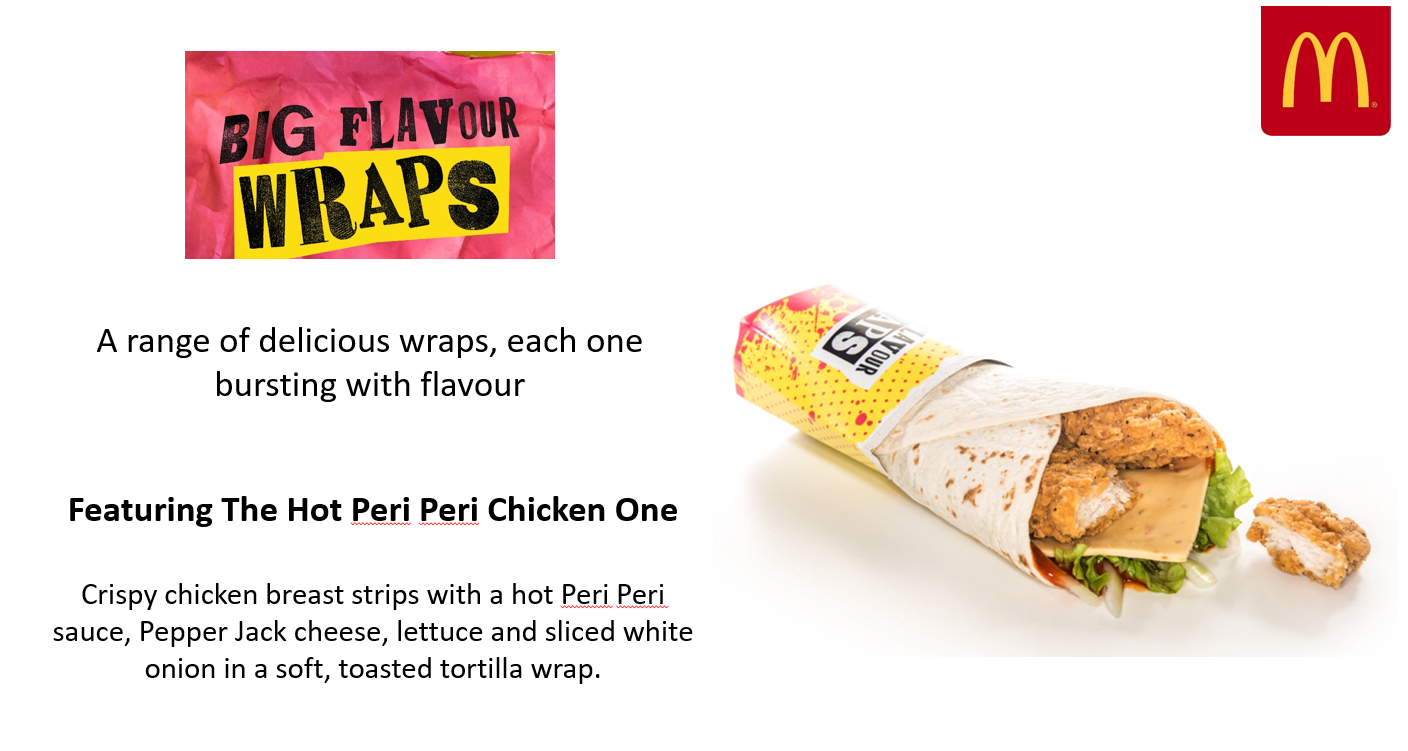 BIG FLAVOUR
WRAPS
A range of delicious wraps, each one
bursting with flavour
Featuring The Hot Peri Peri Chicken One
Crispy chicken breast strips with a hot Peri Peri
sauce, Pepper Jack cheese, lettuce and sliced white
onion in a soft, toasted tortilla wrap.
M